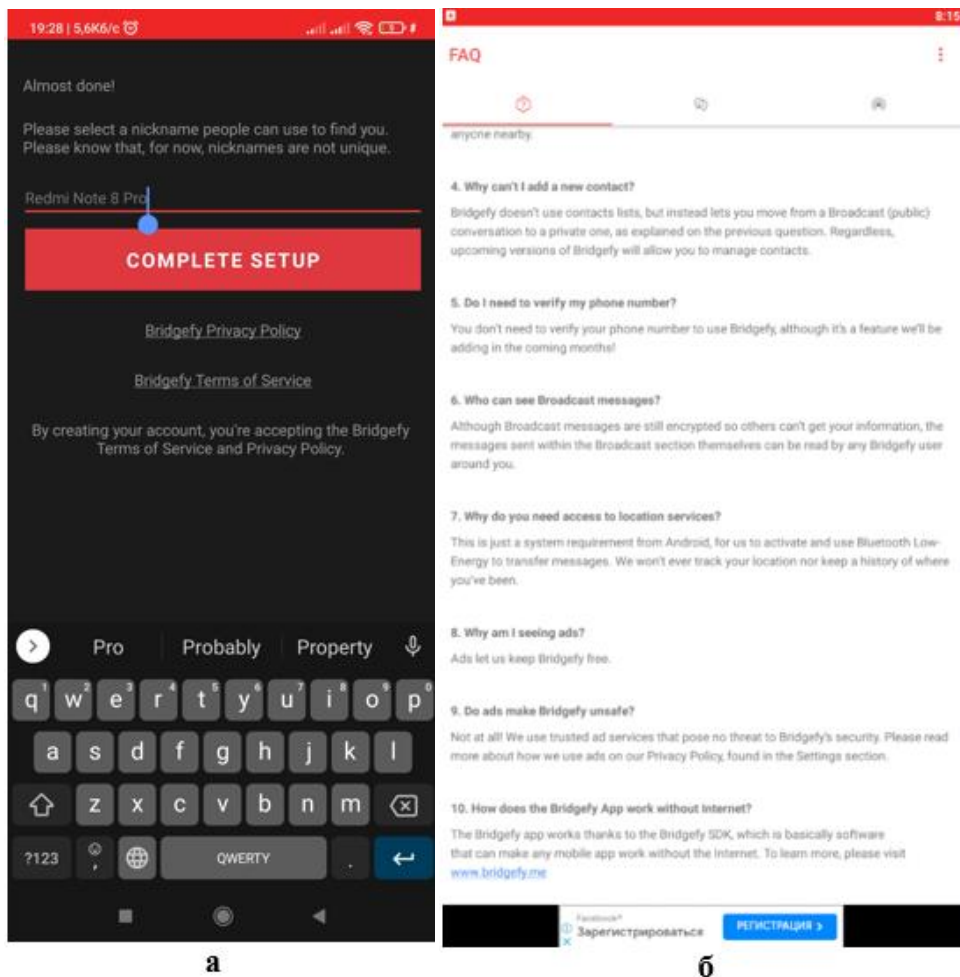 19:28 | 5,6Кб/с
Almost done!
Please select a nickname people can use to find you.
Please know that, for now, nicknames are not unique.
Redmi Note 8 Pro
COMPLETE SETUP
Bridgefy Privacy Policy
Bridgefy Terms of Service
By creating your account, you're accepting the Bridgefy
Terms of Service and Privacy Policy.
Pro Probably Property
q1 w2 e3 r4 t5 y6 u7 i8 o9 p0
a s d f g h j k l
z x c v b n m
?123 , QWERTY .
а
8:15
FAQ
anyone nearby.
4. Why can't I add a new contact?
Bridgefy doesn't use contacts lists, but instead lets you move from a Broadcast (public)
conversation to a private one, as explained on the previous question. Regardless,
upcoming versions of Bridgefy will allow you to manage contacts.
5. Do I need to verify my phone number?
You don't need to verify your phone number to use Bridgefy, although it's a feature we'll be
adding in the coming months!
6. Who can see Broadcast messages?
Although Broadcast messages are still encrypted so others can't get your information, the
messages sent within the Broadcast section themselves can be read by any Bridgefy user
around you.
7. Why do you need access to location services?
This is just a system requirement from Android, for us to activate and use Bluetooth Low-
Energy to transfer messages. We won't ever track your location nor keep a history of where
you've been.
8. Why am I seeing ads?
Ads let us keep Bridgefy free.
9. Do ads make Bridgefy unsafe?
Not at all! We use trusted ad services that pose no threat to Bridgefy's security. Please read
more about how we use ads on our Privacy Policy, found in the Settings section.
10. How does the Bridgefy App work without Internet?
The Bridgefy app works thanks to the Bridgefy SDK, which is basically software
that can make any mobile app work without the Internet. To learn more, please visit
www.bridgefy.me
Facebook*
Зарегистрироваться
РЕГИСТРАЦИЯ >
б